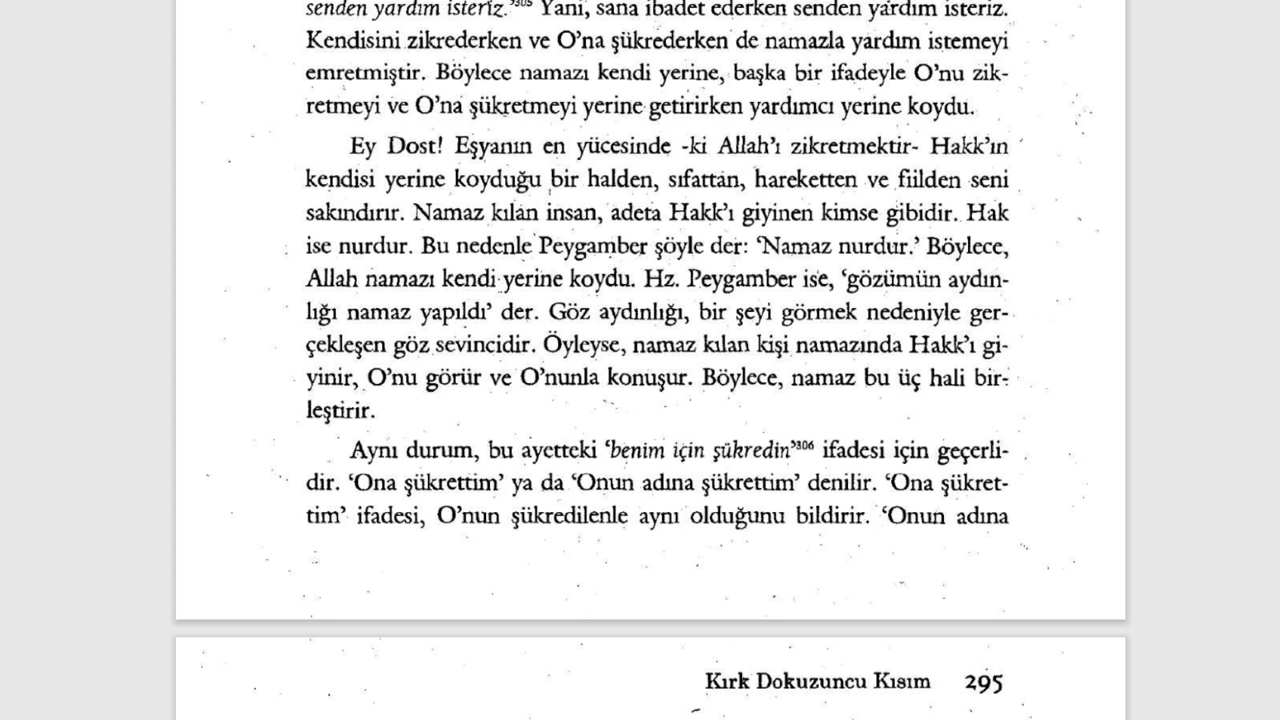 senden yardım isteriz.’³⁰⁵ Yani, sana ibadet ederken senden yardım isteriz.
Kendisini zikrederken ve O’na şükrederken de namazla yardım istemeyi
emretmiştir. Böylece namazı kendi yerine, başka bir ifadeyle O’nu zik-
retmeyi ve O’na şükretmeyi yerine getirirken yardımcı yerine koydu.
Ey Dost! Eşyanın en yücesinde -ki Allah’ı zikretmektir- Hakk’ın
kendisi yerine koyduğu bir halden, sıfattan, hareketten ve fiilden seni
sakındırır. Namaz kılan insan, adeta Hakk’ı giyinen kimse gibidir. Hak
ise nurdur. Bu nedenle Peygamber şöyle der: ‘Namaz nurdur.’ Böylece,
Allah namazı kendi yerine koydu. Hz. Peygamber ise, ‘gözümün aydın-
lığı namaz yapıldı’ der. Göz aydınlığı, bir şeyi görmek nedeniyle ger-
çekleşen göz sevincidir. Öyleyse, namaz kılan kişi namazında Hakk’ı gi-
yinir, O’nu görür ve O’nunla konuşur. Böylece, namaz bu üç hali bir-
leştirir.
Aynı durum, bu ayetteki ‘benim için şükredin’³⁰⁶ ifadesi için geçerli-
dir. ‘Ona şükrettim’ ya da ‘Onun adına şükrettim’ denilir. ‘Ona şükret-
tim’ ifadesi, O’nun şükredilenle aynı olduğunu bildirir. ‘Onun adına
Kırk Dokuzuncu Kısım 295